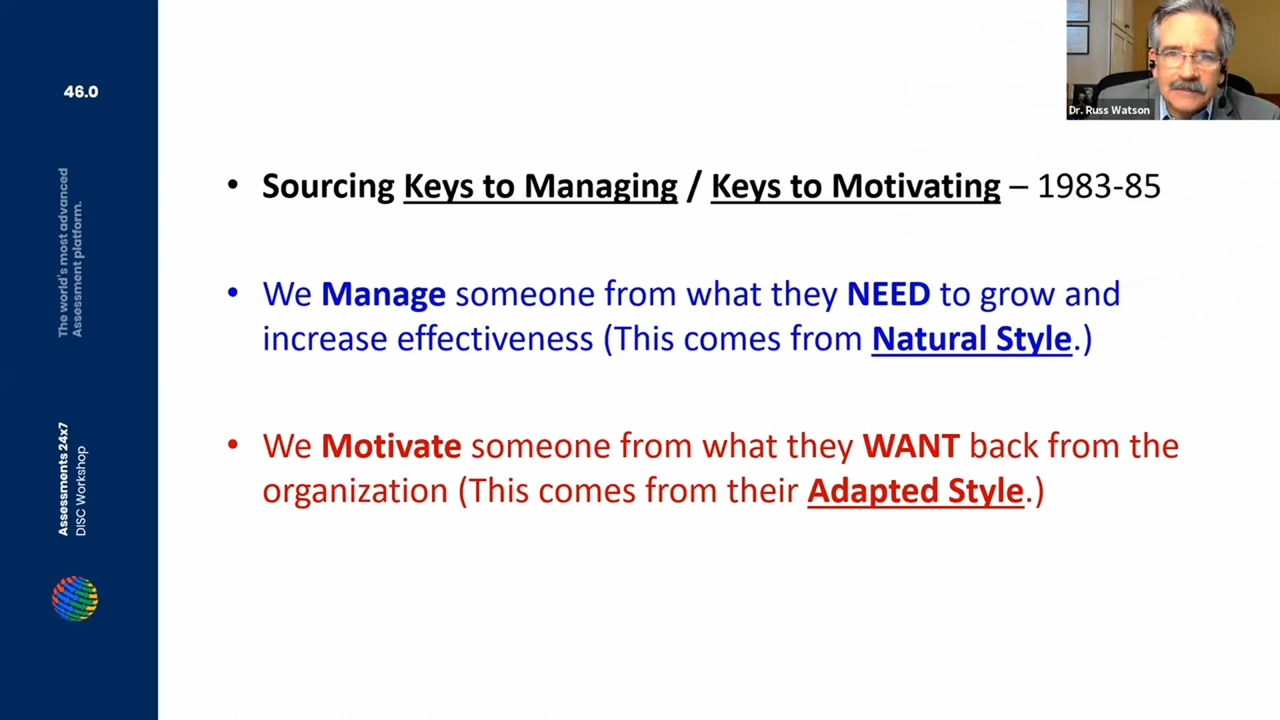 46.0
The world's most advanced
Assessment platform.
Assessments 24x7
DISC Workshop
Dr. Russ Watson
• Sourcing Keys to Managing / Keys to Motivating – 1983-85
• We Manage someone from what they NEED to grow and
increase effectiveness (This comes from Natural Style.)
• We Motivate someone from what they WANT back from the
organization (This comes from their Adapted Style.)